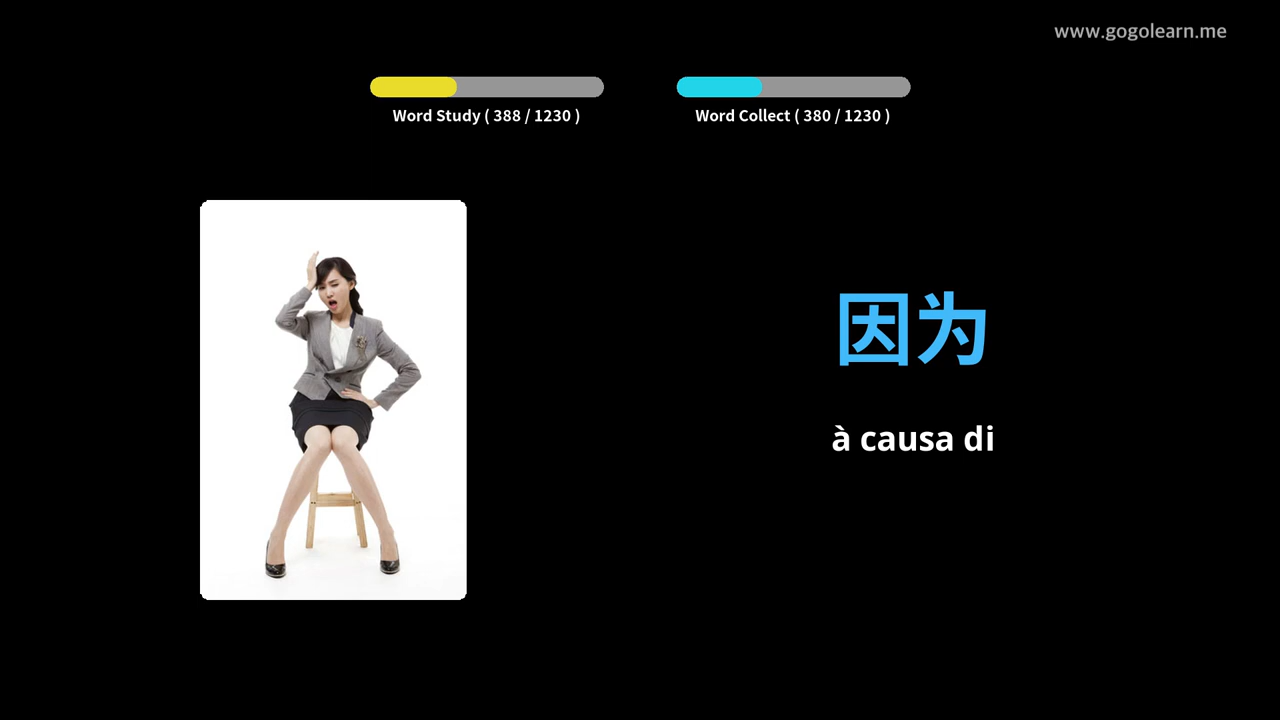 www.gogolearn.me
Word Study ( 388 / 1230 )
Word Collect ( 380 / 1230 )
因为
à causa di